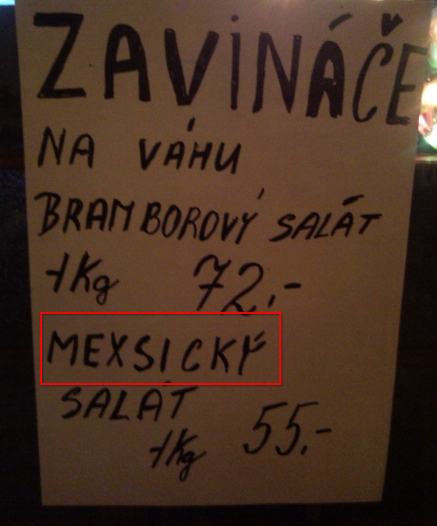 ZAVINÁČE
NA VÁHU
BRAMBOROVÝ SALÁT
1Kg 72,-
MEXSICKÝ
SALÁT
1Kg 55,-